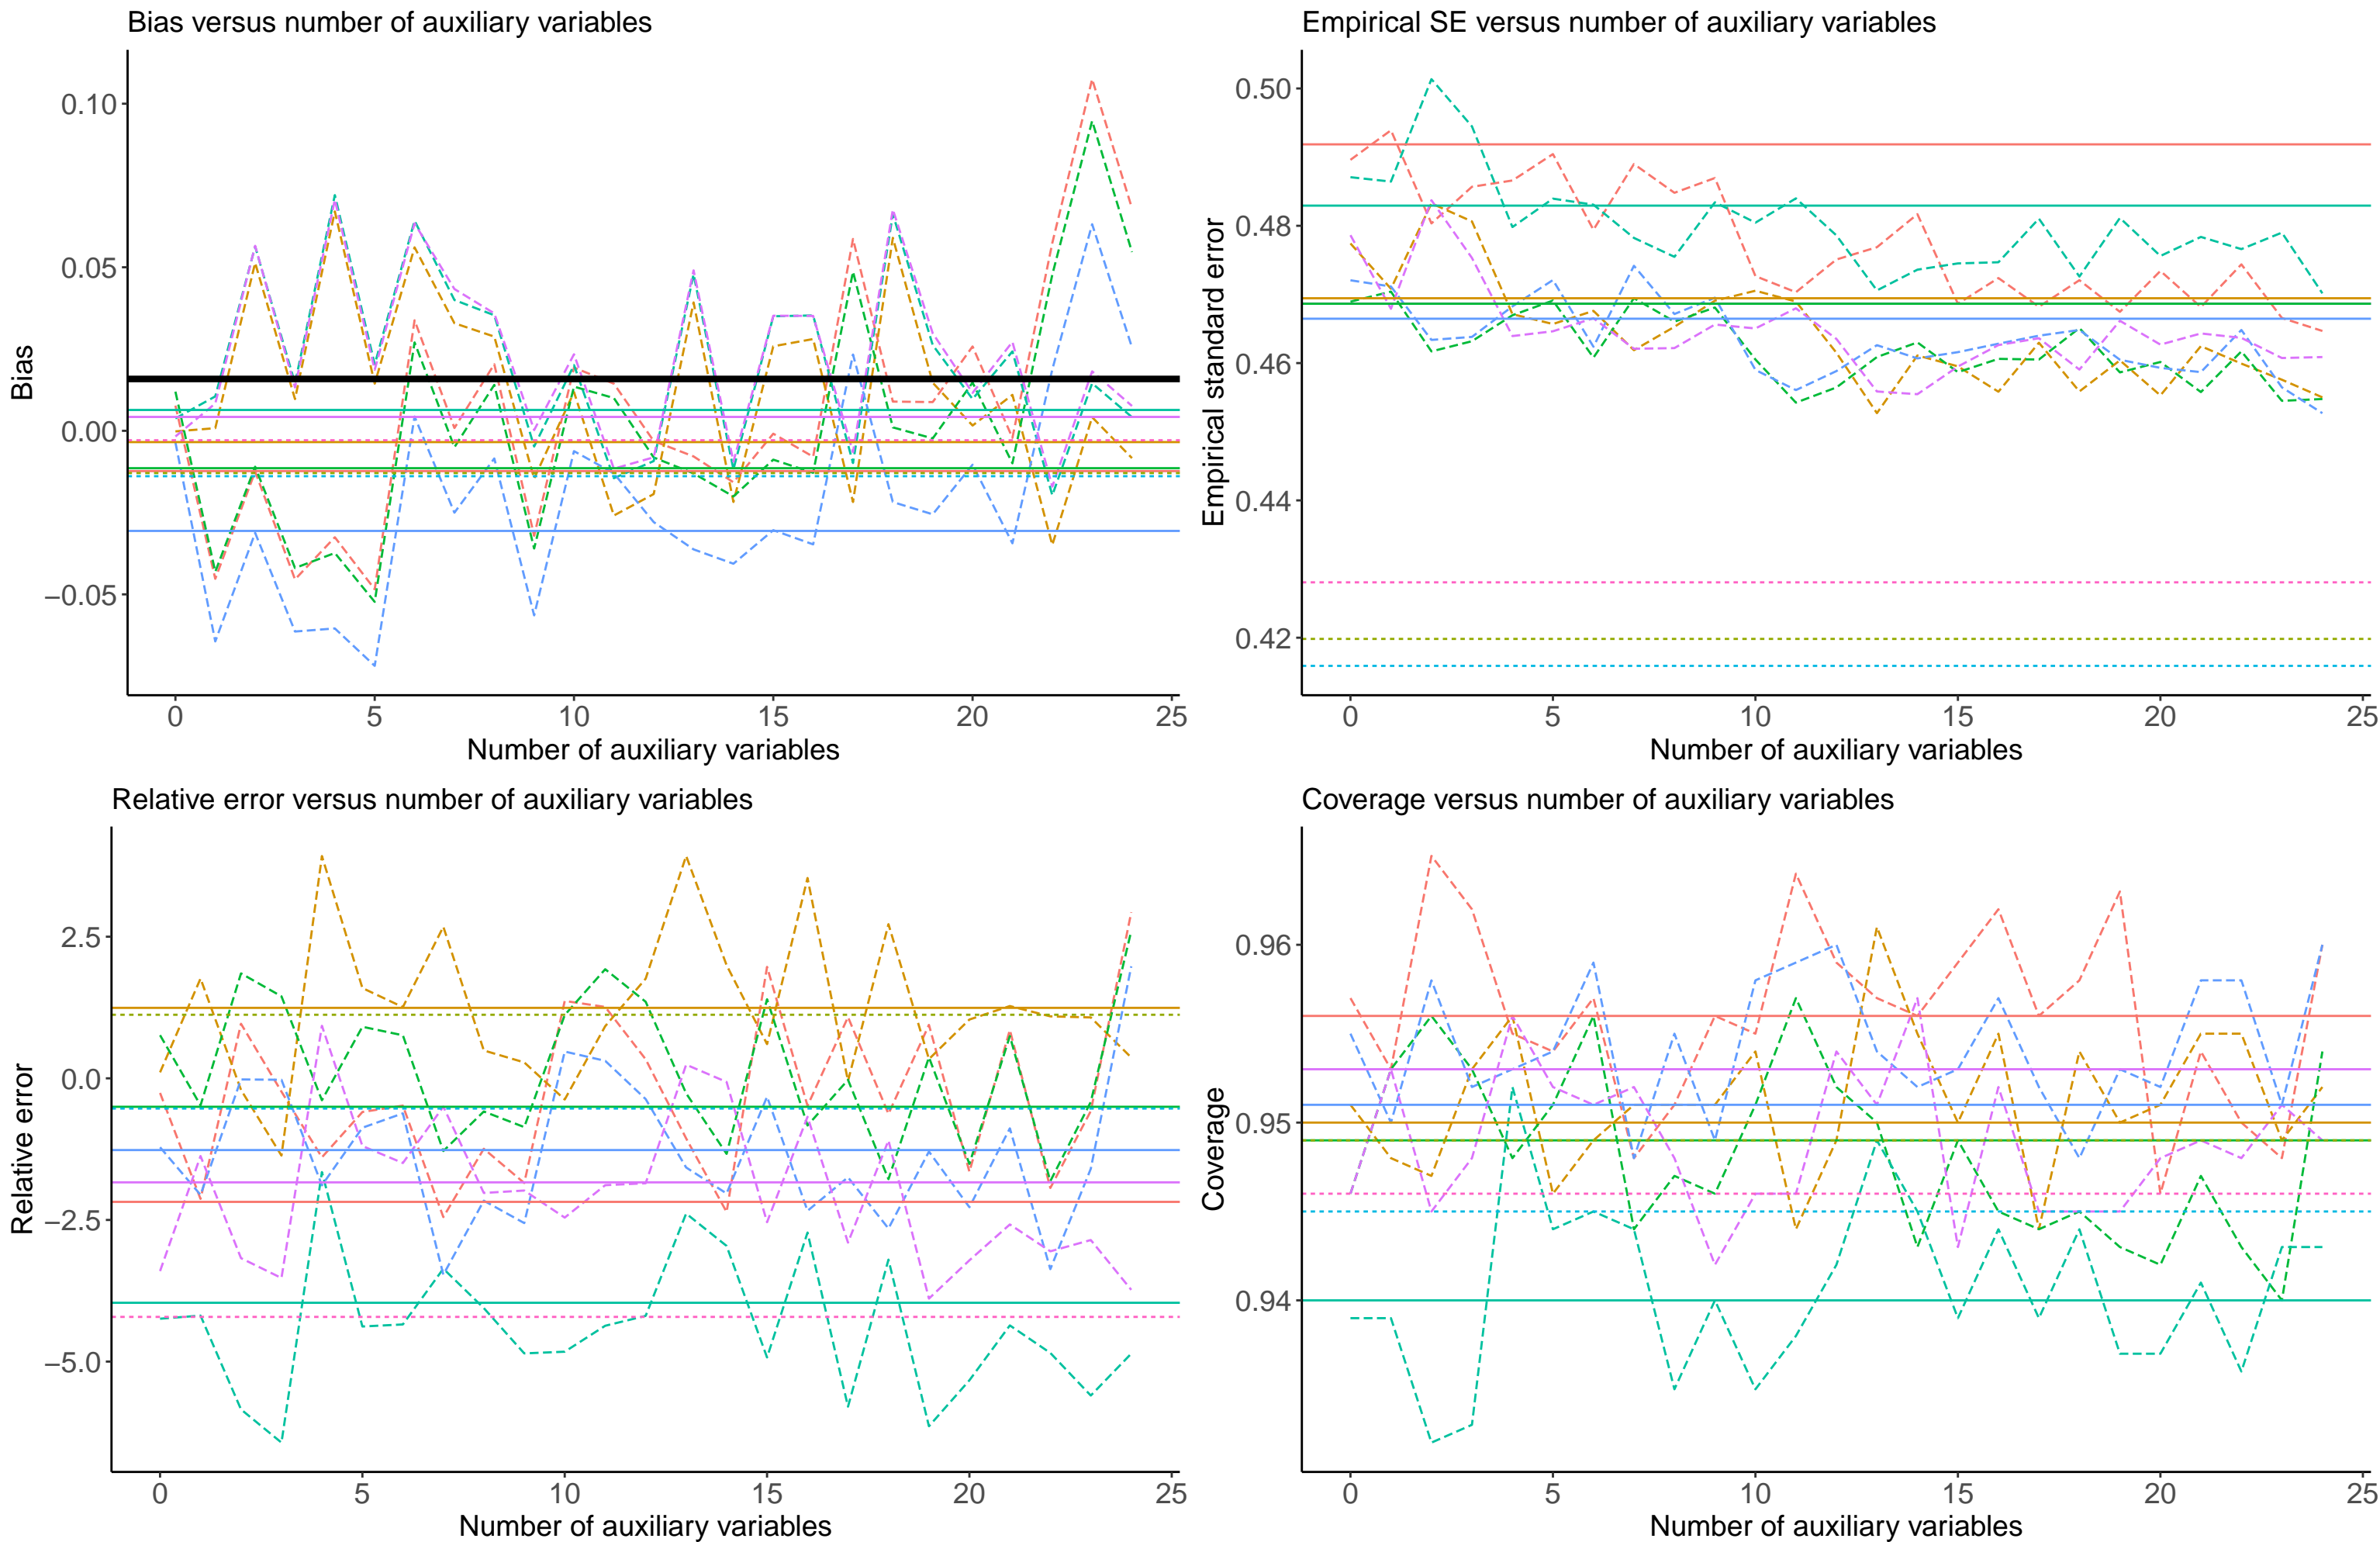 Bias versus number of auxiliary variables
0.10
0.05
0.00
−0.05
Bias
0 5 10 15 20 25
Number of auxiliary variables
Empirical SE versus number of auxiliary variables
0.50
0.48
0.46
0.44
0.42
Empirical standard error
0 5 10 15 20 25
Number of auxiliary variables
Relative error versus number of auxiliary variables
2.5
0.0
−2.5
−5.0
Relative error
0 5 10 15 20 25
Number of auxiliary variables
Coverage versus number of auxiliary variables
0.96
0.95
0.94
Coverage
0 5 10 15 20 25
Number of auxiliary variables